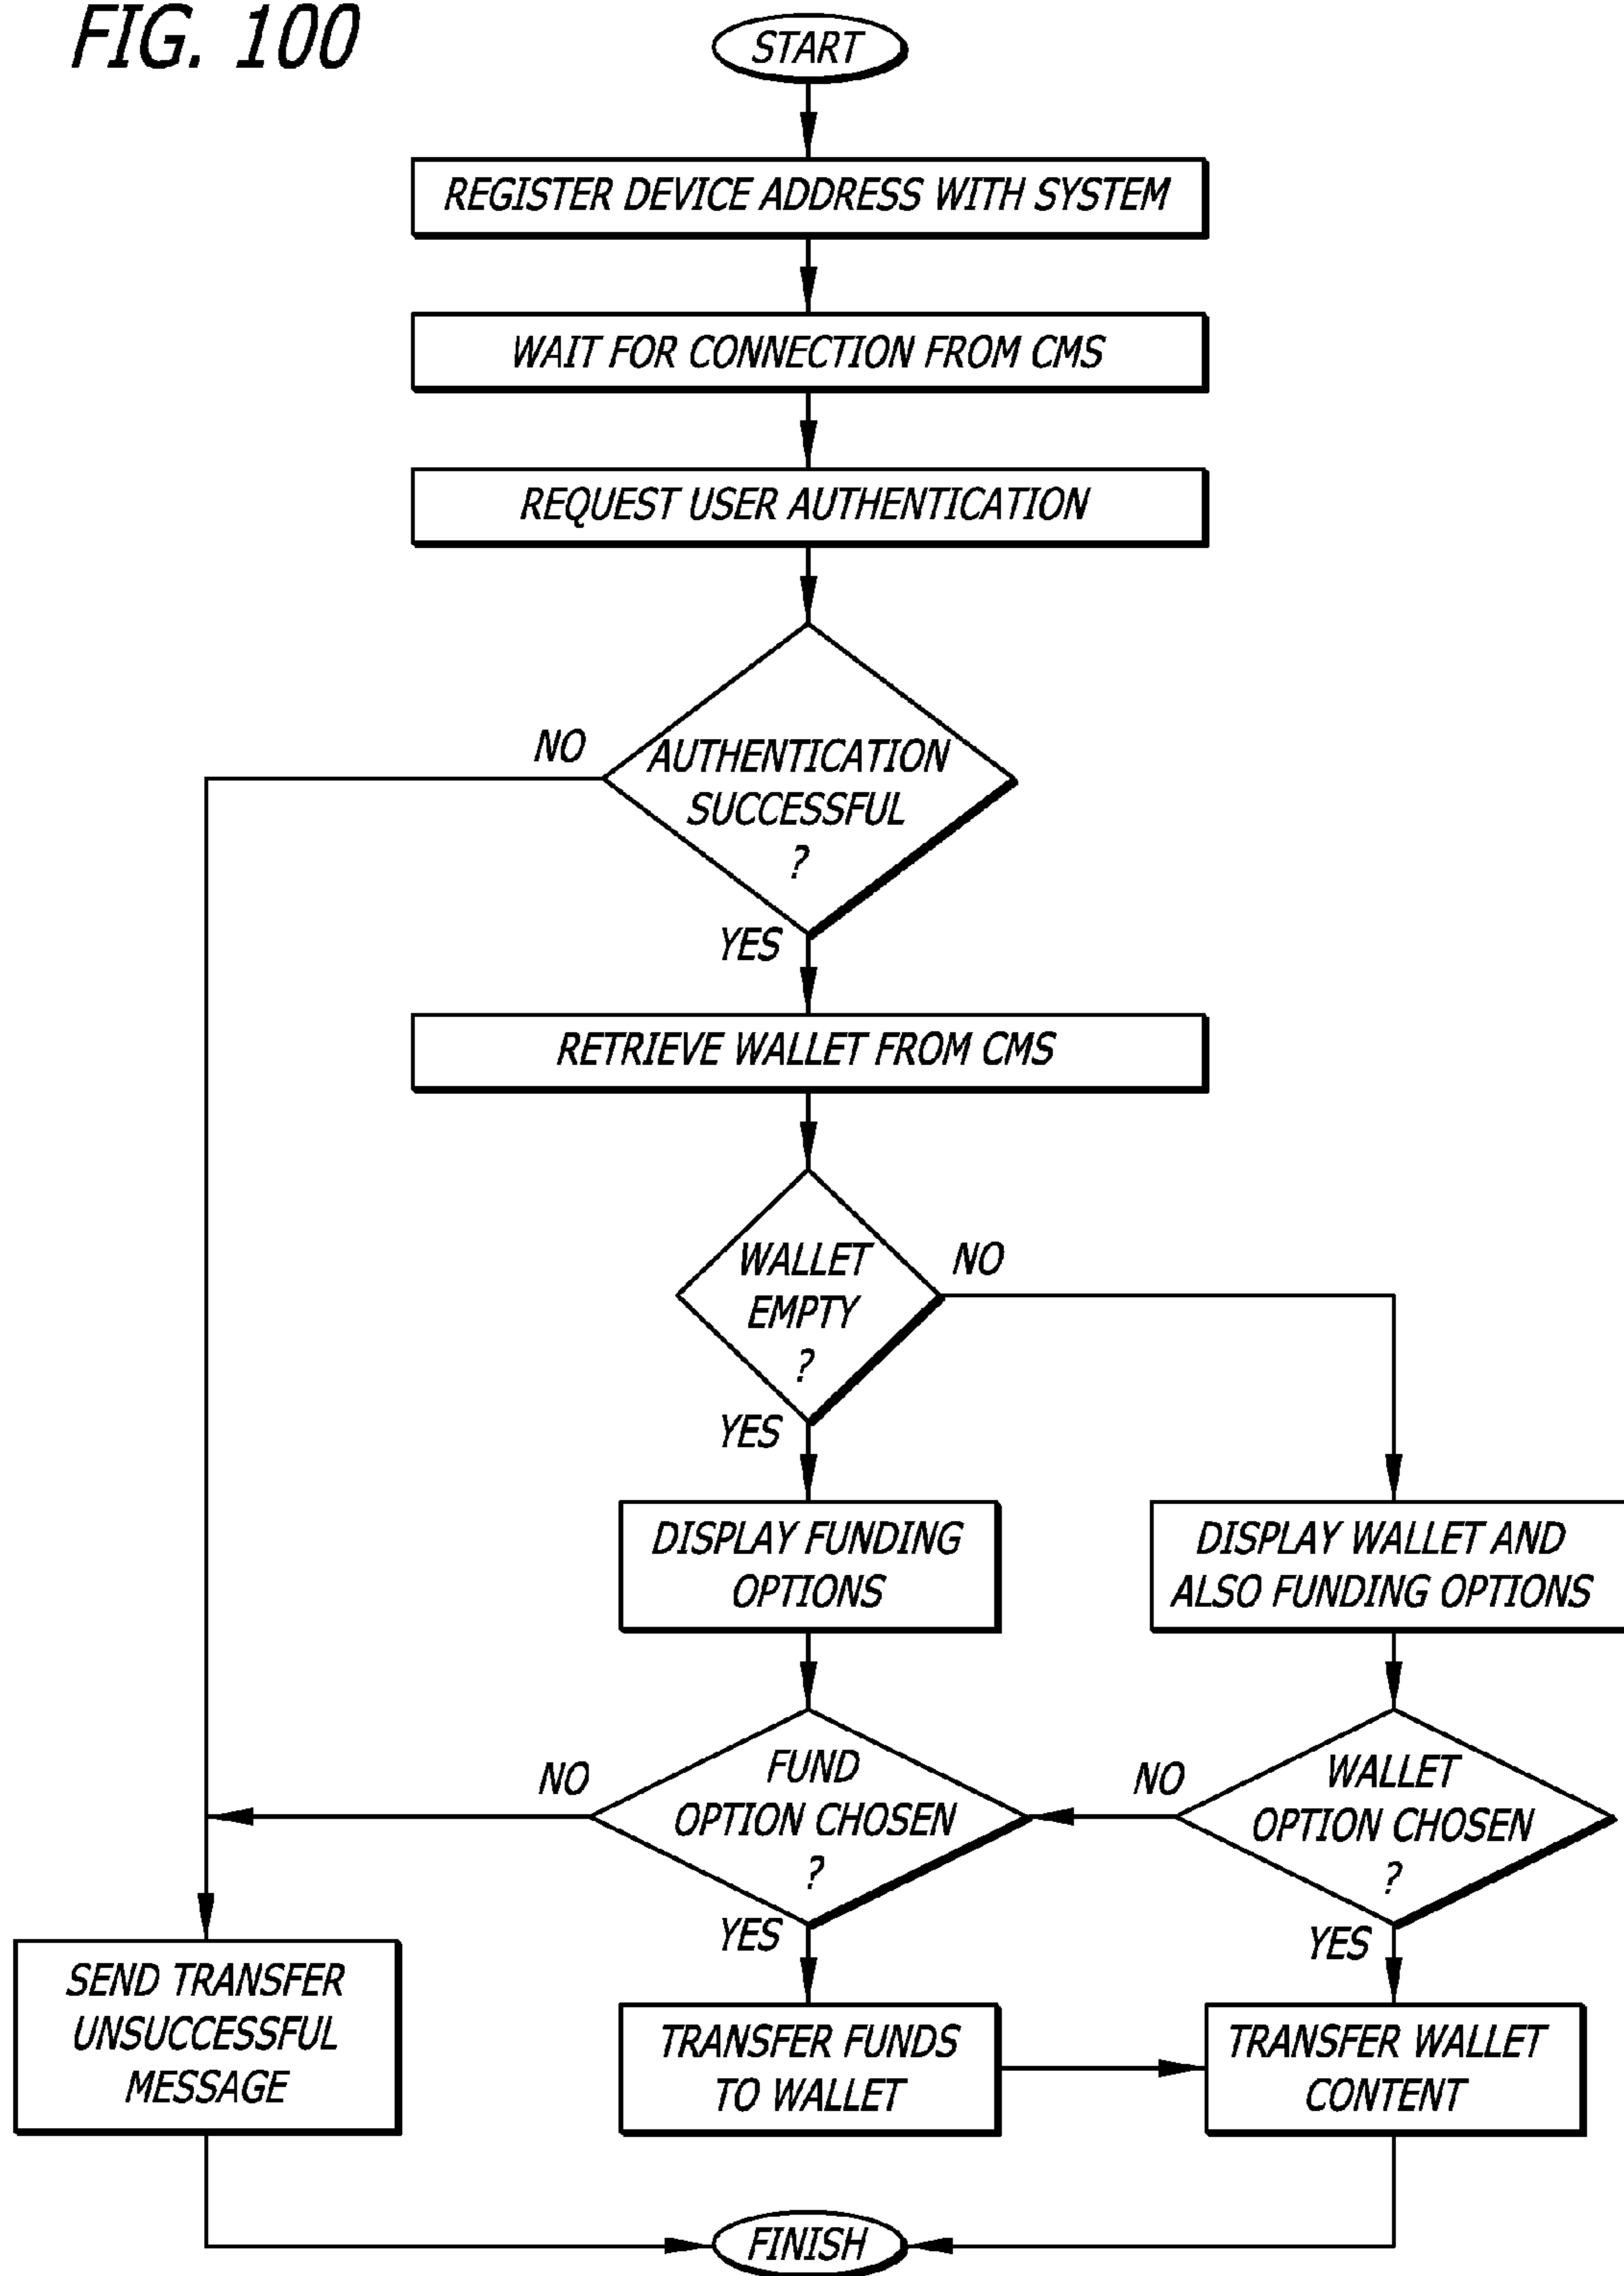 FIG. 100
START
REGISTER DEVICE ADDRESS WITH SYSTEM
WAIT FOR CONNECTION FROM CMS
REQUEST USER AUTHENTICATION
NO
AUTHENTICATION
SUCCESSFUL
?
YES
RETRIEVE WALLET FROM CMS
WALLET
EMPTY
?
NO
YES
DISPLAY FUNDING
OPTIONS
DISPLAY WALLET AND
ALSO FUNDING OPTIONS
NO
FUND
OPTION CHOSEN
?
NO
WALLET
OPTION CHOSEN
?
YES
YES
SEND TRANSFER
UNSUCCESSFUL
MESSAGE
TRANSFER FUNDS
TO WALLET
TRANSFER WALLET
CONTENT
FINISH